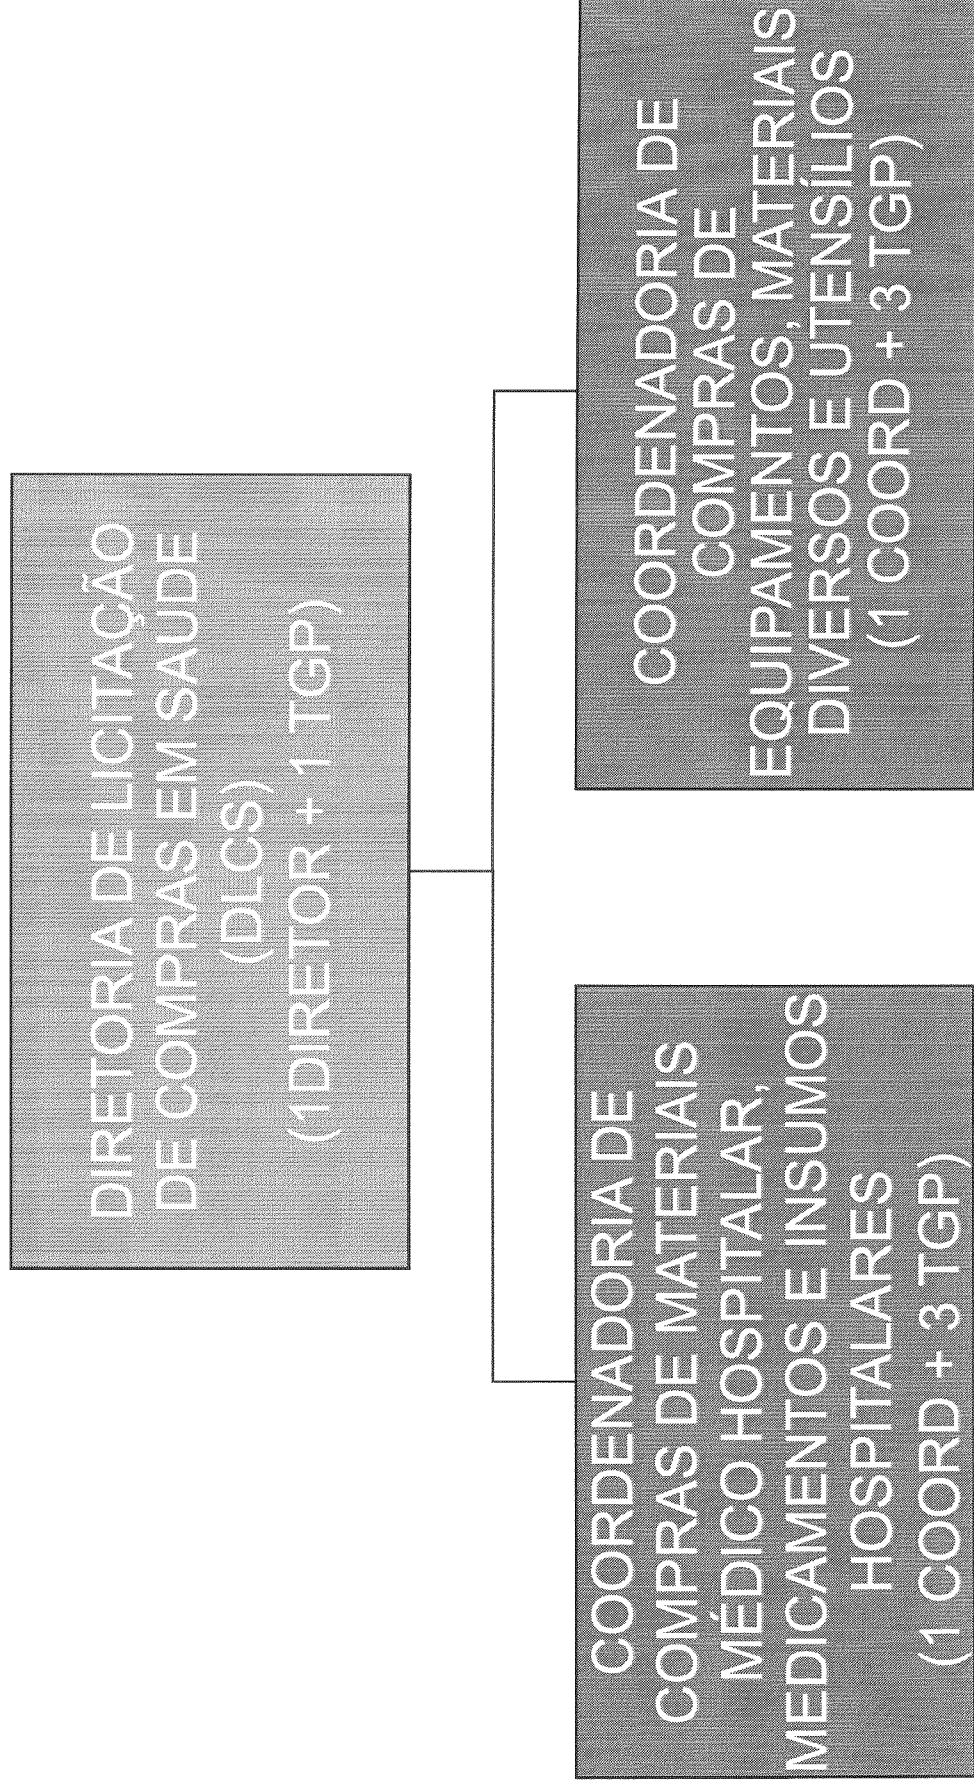 DIRETORIA DE LICITAÇÃO
DE COMPRAS EM SAUDE
(DLCS)
(1DIRETOR + 1 TGP)
COORDENADORIA DE
COMPRAS DE MATERIAIS
MÉDICO HOSPITALAR,
MEDICAMENTOS E INSUMOS
HOSPITALARES
(1 COORD + 3 TGP)
COORDENADORIA DE
COMPRAS DE
EQUIPAMENTOS, MATERIAIS
DIVERSOS E UTENSÍLIOS
(1 COORD + 3 TGP)